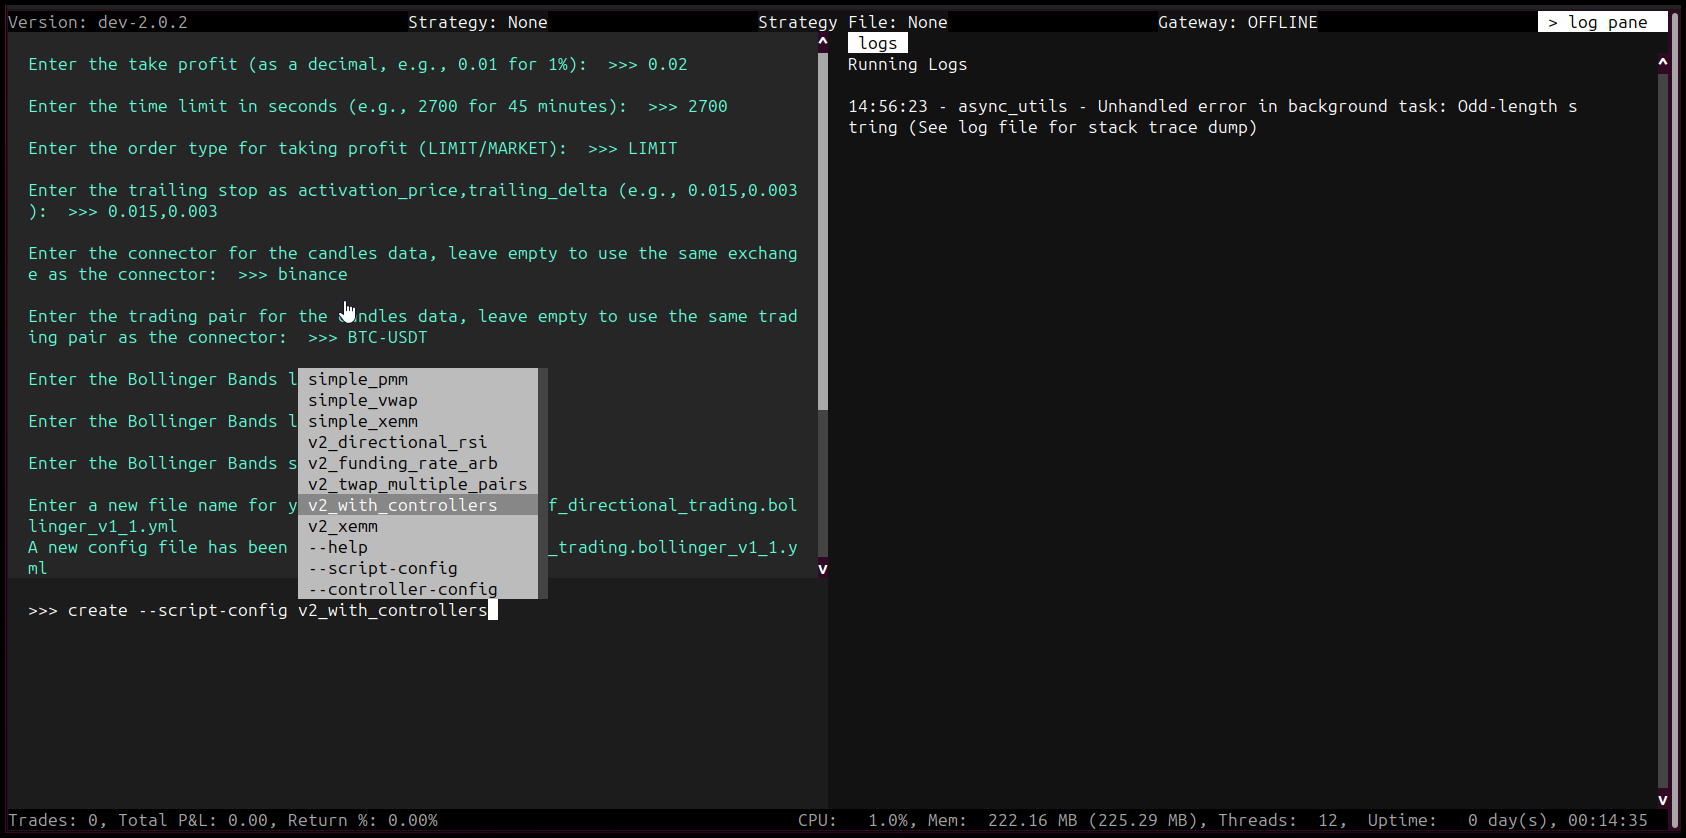 Version: dev-2.0.2 Strategy: None Strategy File: None Gateway: OFFLINE > log pane
Enter the take profit (as a decimal, e.g., 0.01 for 1%): >>> 0.02
Enter the time limit in seconds (e.g., 2700 for 45 minutes): >>> 2700
Enter the order type for taking profit (LIMIT/MARKET): >>> LIMIT
Enter the trailing stop as activation_price,trailing_delta (e.g., 0.015,0.003
): >>> 0.015,0.003
Enter the connector for the candles data, leave empty to use the same exchang
e as the connector: >>> binance
Enter the trading pair for the candles data, leave empty to use the same trad
ing pair as the connector: >>> BTC-USDT
Enter the Bollinger Bands l
Enter the Bollinger Bands l
Enter the Bollinger Bands s
Enter a new file name for y f_directional_trading.bol
linger_v1_1.yml
A new config file has been _trading.bollinger_v1_1.y
ml
simple_pmm
simple_vwap
simple_xemm
v2_directional_rsi
v2_funding_rate_arb
v2_twap_multiple_pairs
v2_with_controllers
v2_xemm
--help
--script-config
--controller-config
>>> create --script-config v2_with_controllers
logs
Running Logs
14:56:23 - async_utils - Unhandled error in background task: Odd-length s
tring (See log file for stack trace dump)
Trades: 0, Total P&L: 0.00, Return %: 0.00% CPU: 1.0%, Mem: 222.16 MB (225.29 MB), Threads: 12, Uptime: 0 day(s), 00:14:35